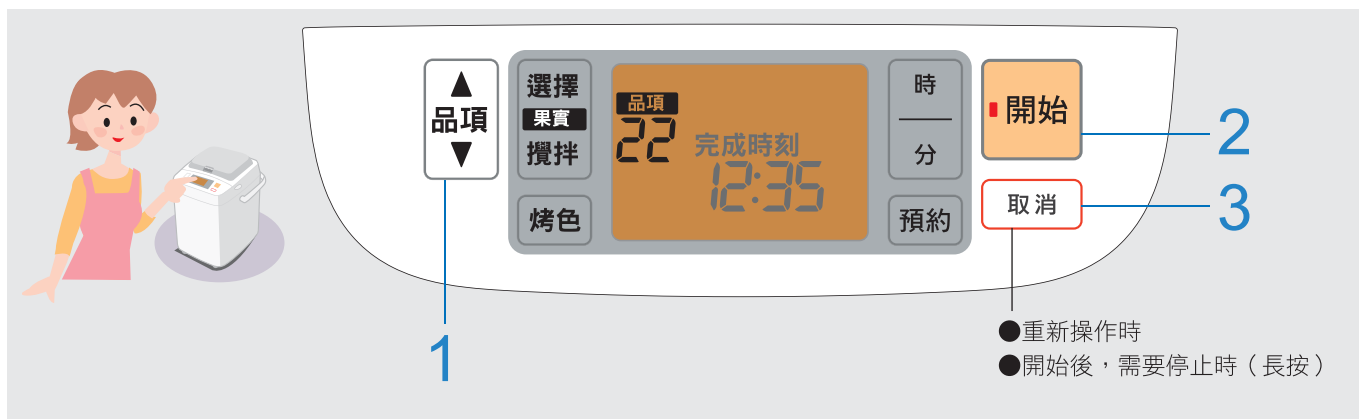 ▲
品項
▼
選擇
果實
攪拌
烤色
品項
22
完成時刻
12:35
時
分
預約
開始
取消
1
2
3
●重新操作時
●開始後，需要停止時（長按）